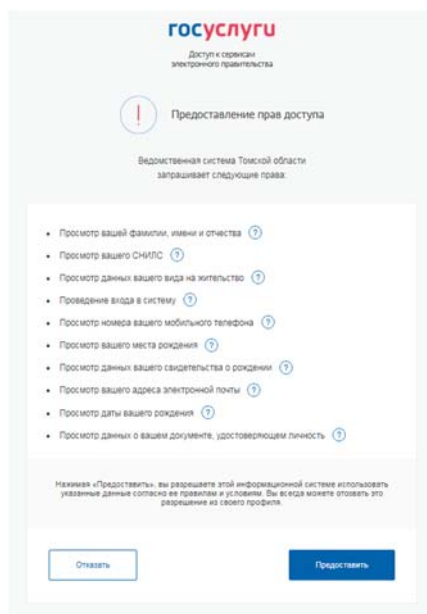 госуслуги
Доступ к сервисам
электронного правительства
! Предоставление прав доступа
Ведомственная система Томской области
запрашивает следующие права:
• Просмотр вашей фамилии, имени и отчества ?
• Просмотр вашего СНИЛС ?
• Просмотр данных вашего вида на жительство ?
• Проведение входа в систему ?
• Просмотр номера вашего мобильного телефона ?
• Просмотр вашего места рождения ?
• Просмотр данных вашего свидетельства о рождении ?
• Просмотр вашего адреса электронной почты ?
• Просмотр даты вашего рождения ?
• Просмотр данных о вашем документе, удостоверяющем личность ?
Нажимая «Предоставить», вы разрешаете этой информационной системе использовать
указанные данные согласно ее правилам и условиям. Вы всегда можете отозвать это
разрешение из своего профиля.
Отказать
Предоставить